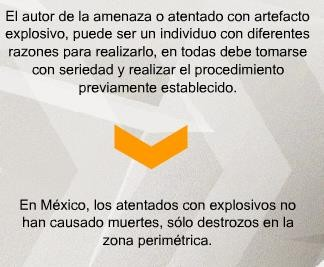 El autor de la amenaza o atentado con artefacto
explosivo, puede ser un individuo con diferentes
razones para realizarlo, en todas debe tomarse
con seriedad y realizar el procedimiento
previamente establecido.
En México, los atentados con explosivos no
han causado muertes, sólo destrozos en la
zona perimétrica.